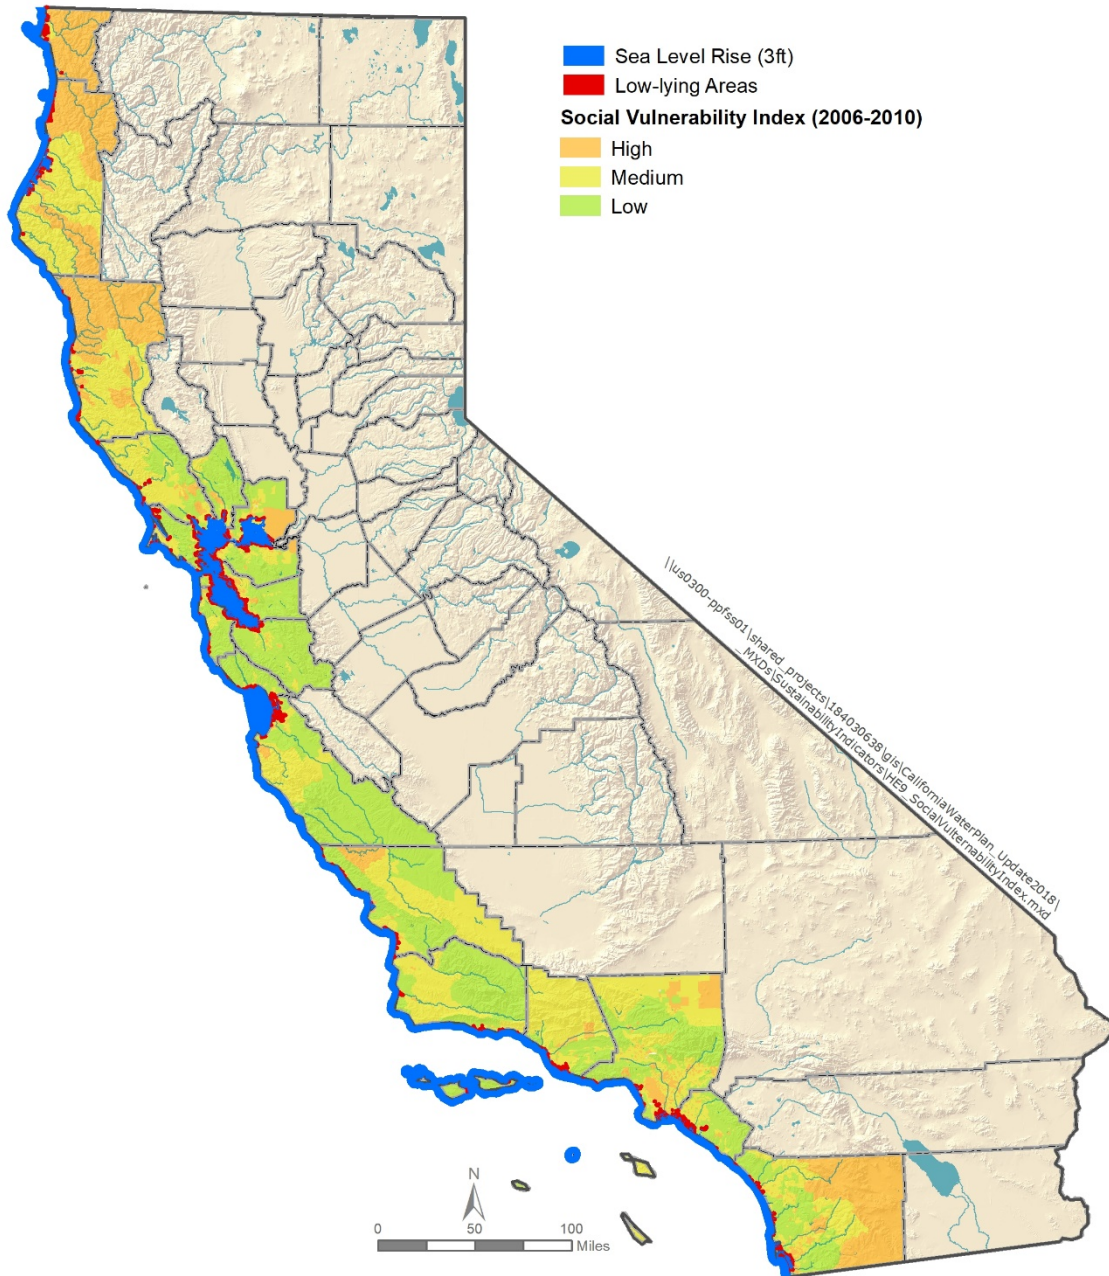 Sea Level Rise (3ft)
Low-lying Areas
Social Vulnerability Index (2006-2010)
High
Medium
Low
\\us0300-ppfss01\shared_projects\184030638\gis\CaliforniaWaterPlan_Update2018\
_MXDs\SustainabilityIndicators\HE9_SocialVulternabilityIndex.mxd
N
0 50 100
Miles